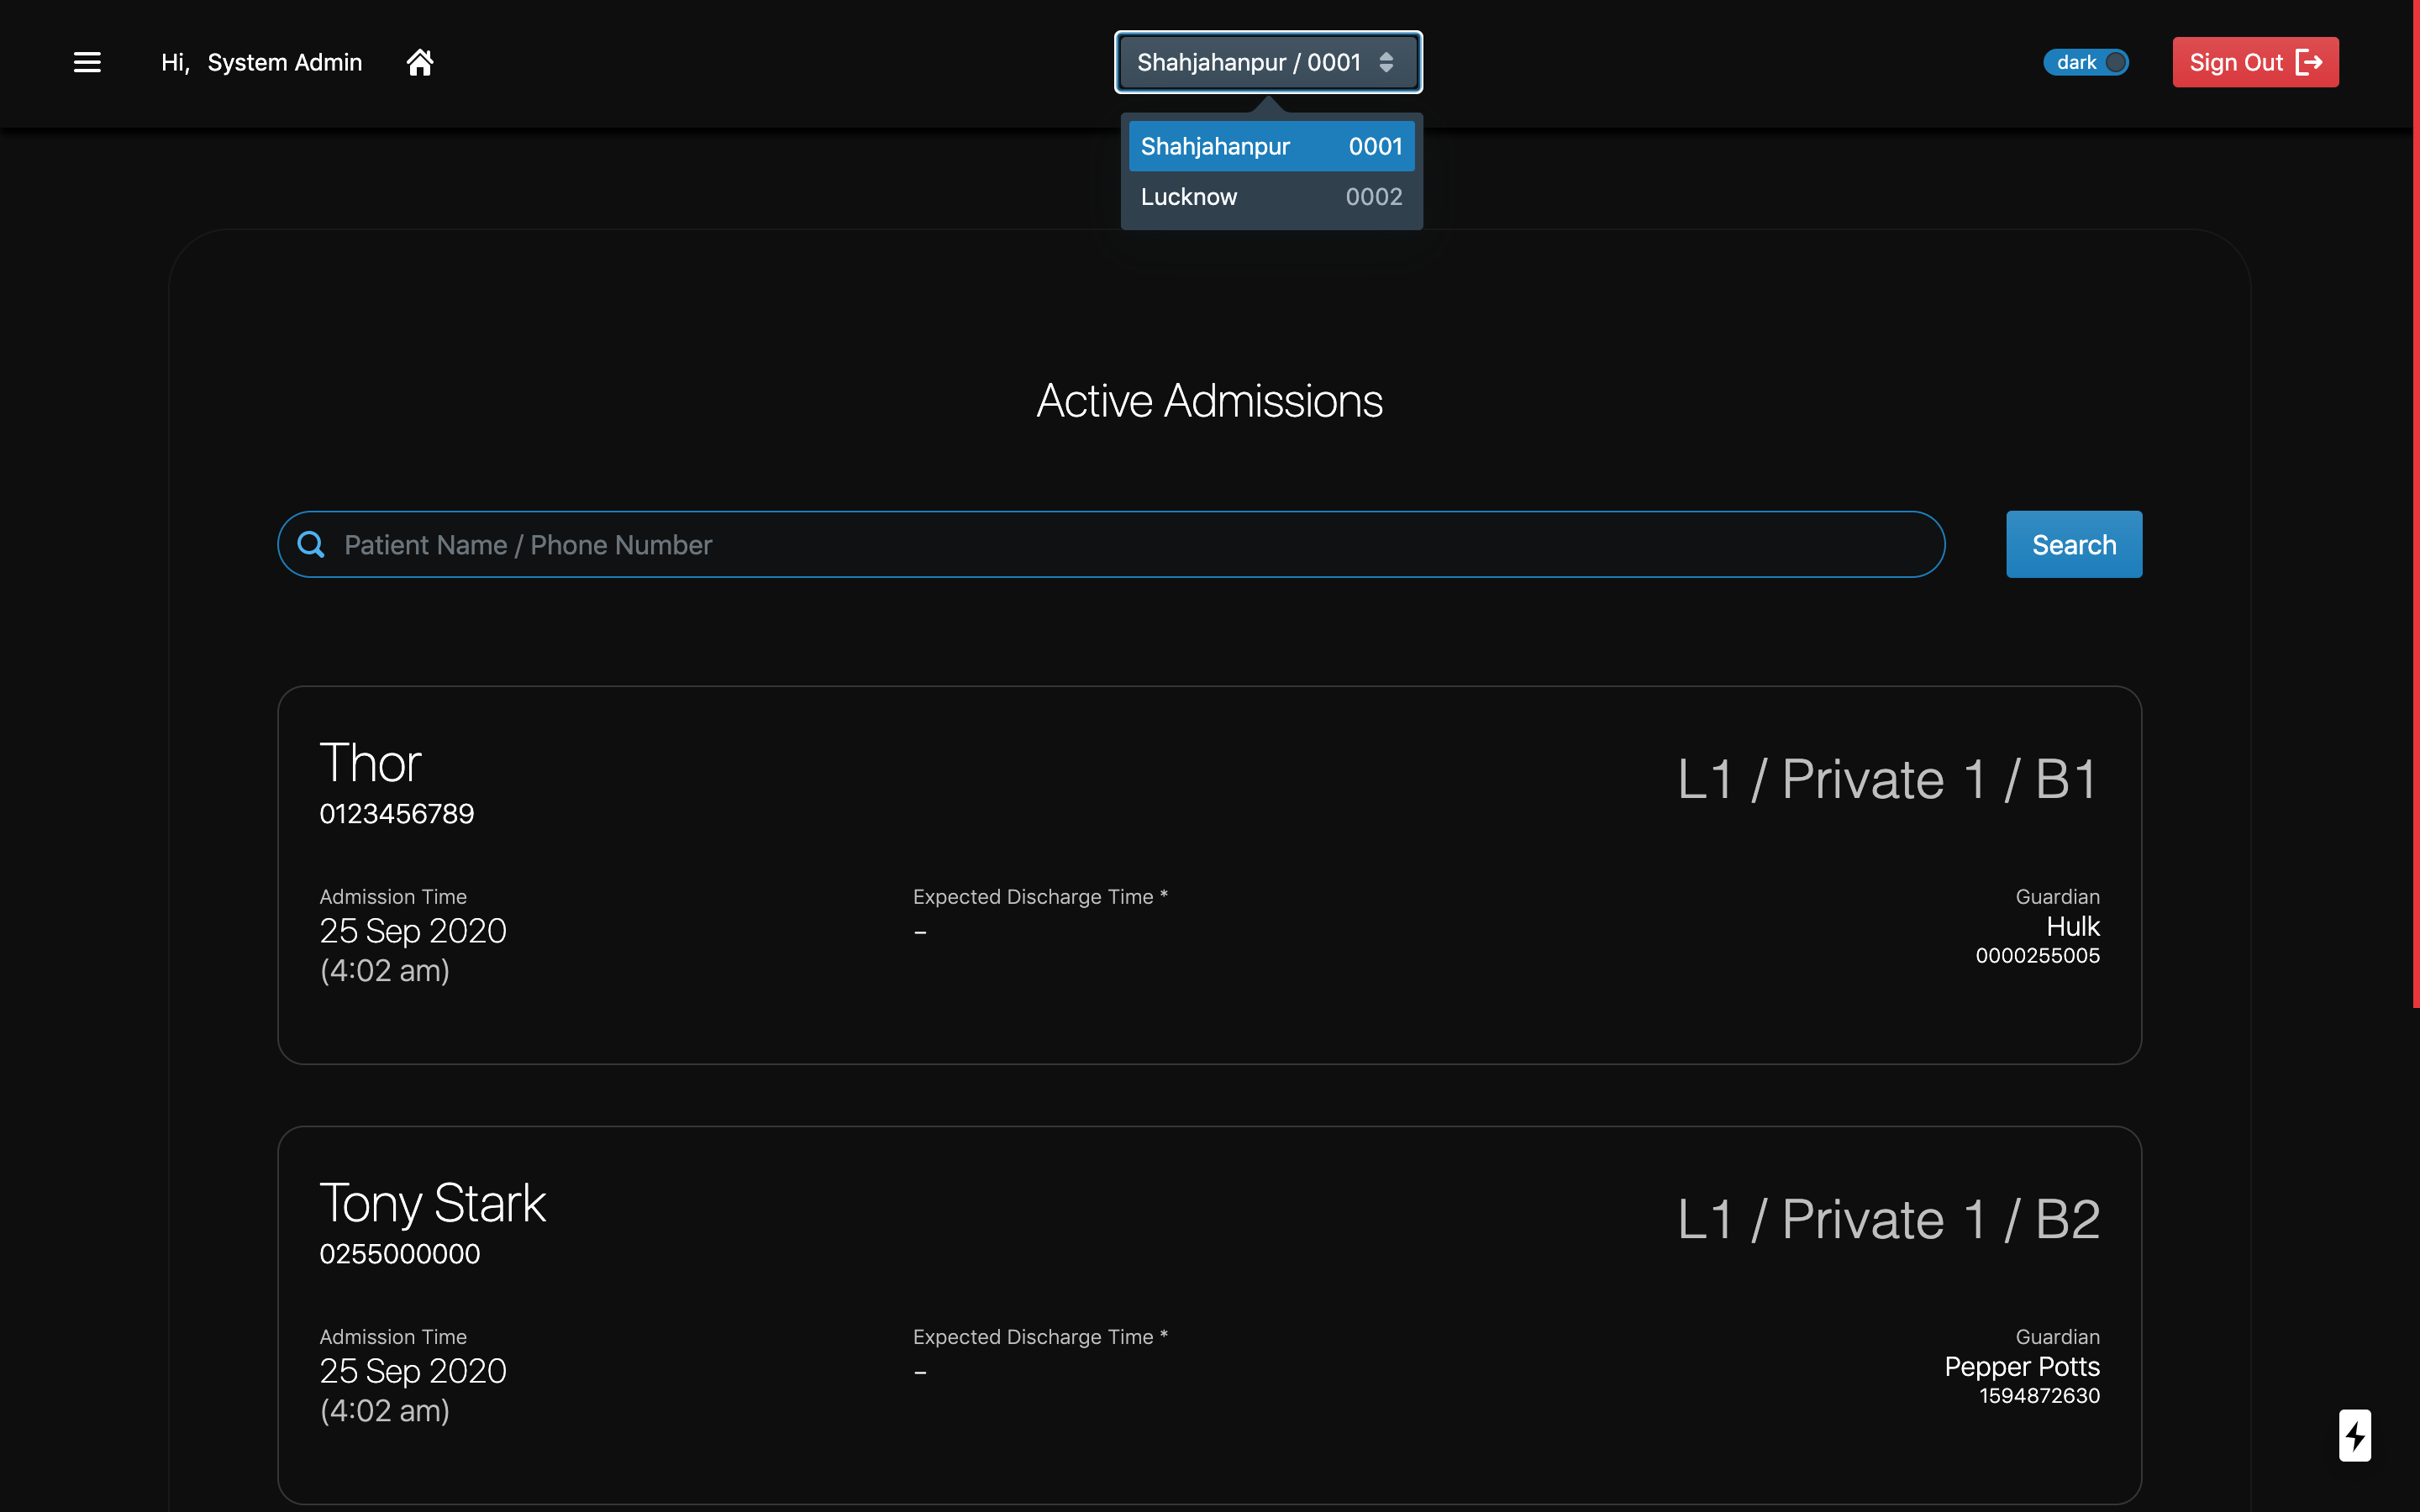 Hi, System Admin
Shahjahanpur / 0001
dark
Sign Out
Shahjahanpur 0001
Lucknow 0002
Active Admissions
Patient Name / Phone Number
Search
Thor
0123456789
L1 / Private 1 / B1
Admission Time
25 Sep 2020
(4:02 am)
Expected Discharge Time *
–
Guardian
Hulk
0000255005
Tony Stark
0255000000
L1 / Private 1 / B2
Admission Time
25 Sep 2020
(4:02 am)
Expected Discharge Time *
–
Guardian
Pepper Potts
1594872630